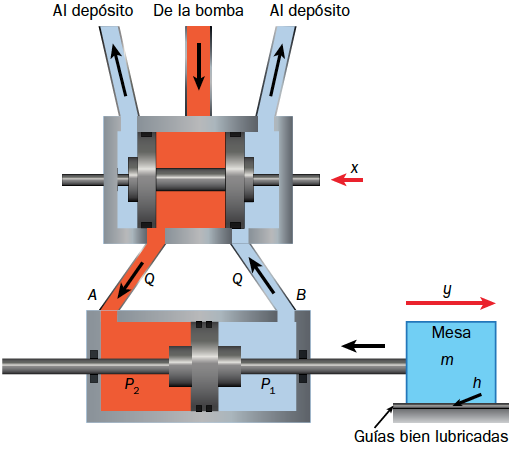 Al depósito De la bomba Al depósito
x
Q Q
A B
y
Mesa
m
h
P2 P1
Guías bien lubricadas